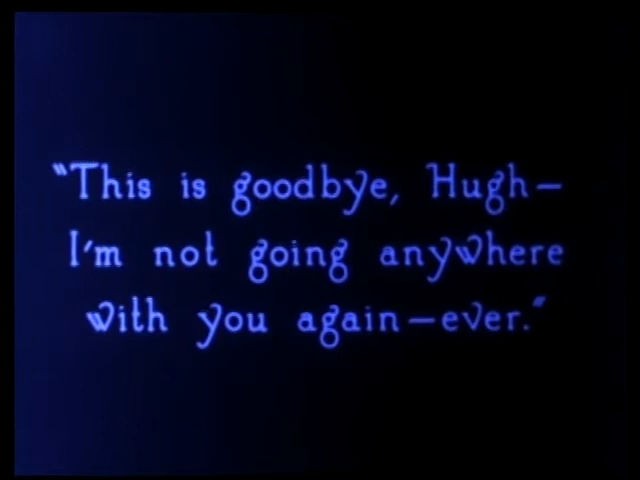 "This is goodbye, Hugh—
I'm not going anywhere
with you again—ever."